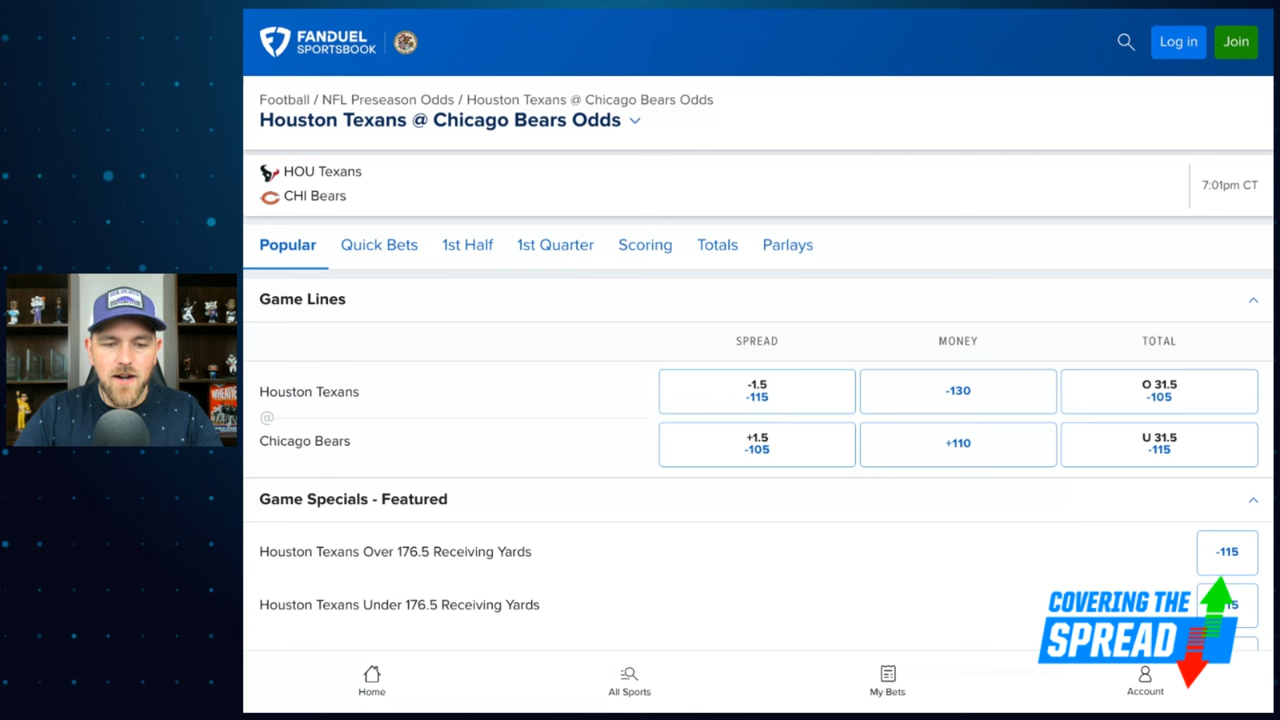 FANDUEL
SPORTSBOOK
Log in
Join
Football / NFL Preseason Odds / Houston Texans @ Chicago Bears Odds
Houston Texans @ Chicago Bears Odds
HOU Texans
CHI Bears
7:01pm CT
Popular Quick Bets 1st Half 1st Quarter Scoring Totals Parlays
Game Lines
SPREAD MONEY TOTAL
Houston Texans
-1.5
-115
-130
O 31.5
-105
@
Chicago Bears
+1.5
-105
+110
U 31.5
-115
Game Specials - Featured
Houston Texans Over 176.5 Receiving Yards
-115
Houston Texans Under 176.5 Receiving Yards
COVERING THE
SPREAD
Home
All Sports
My Bets
Account